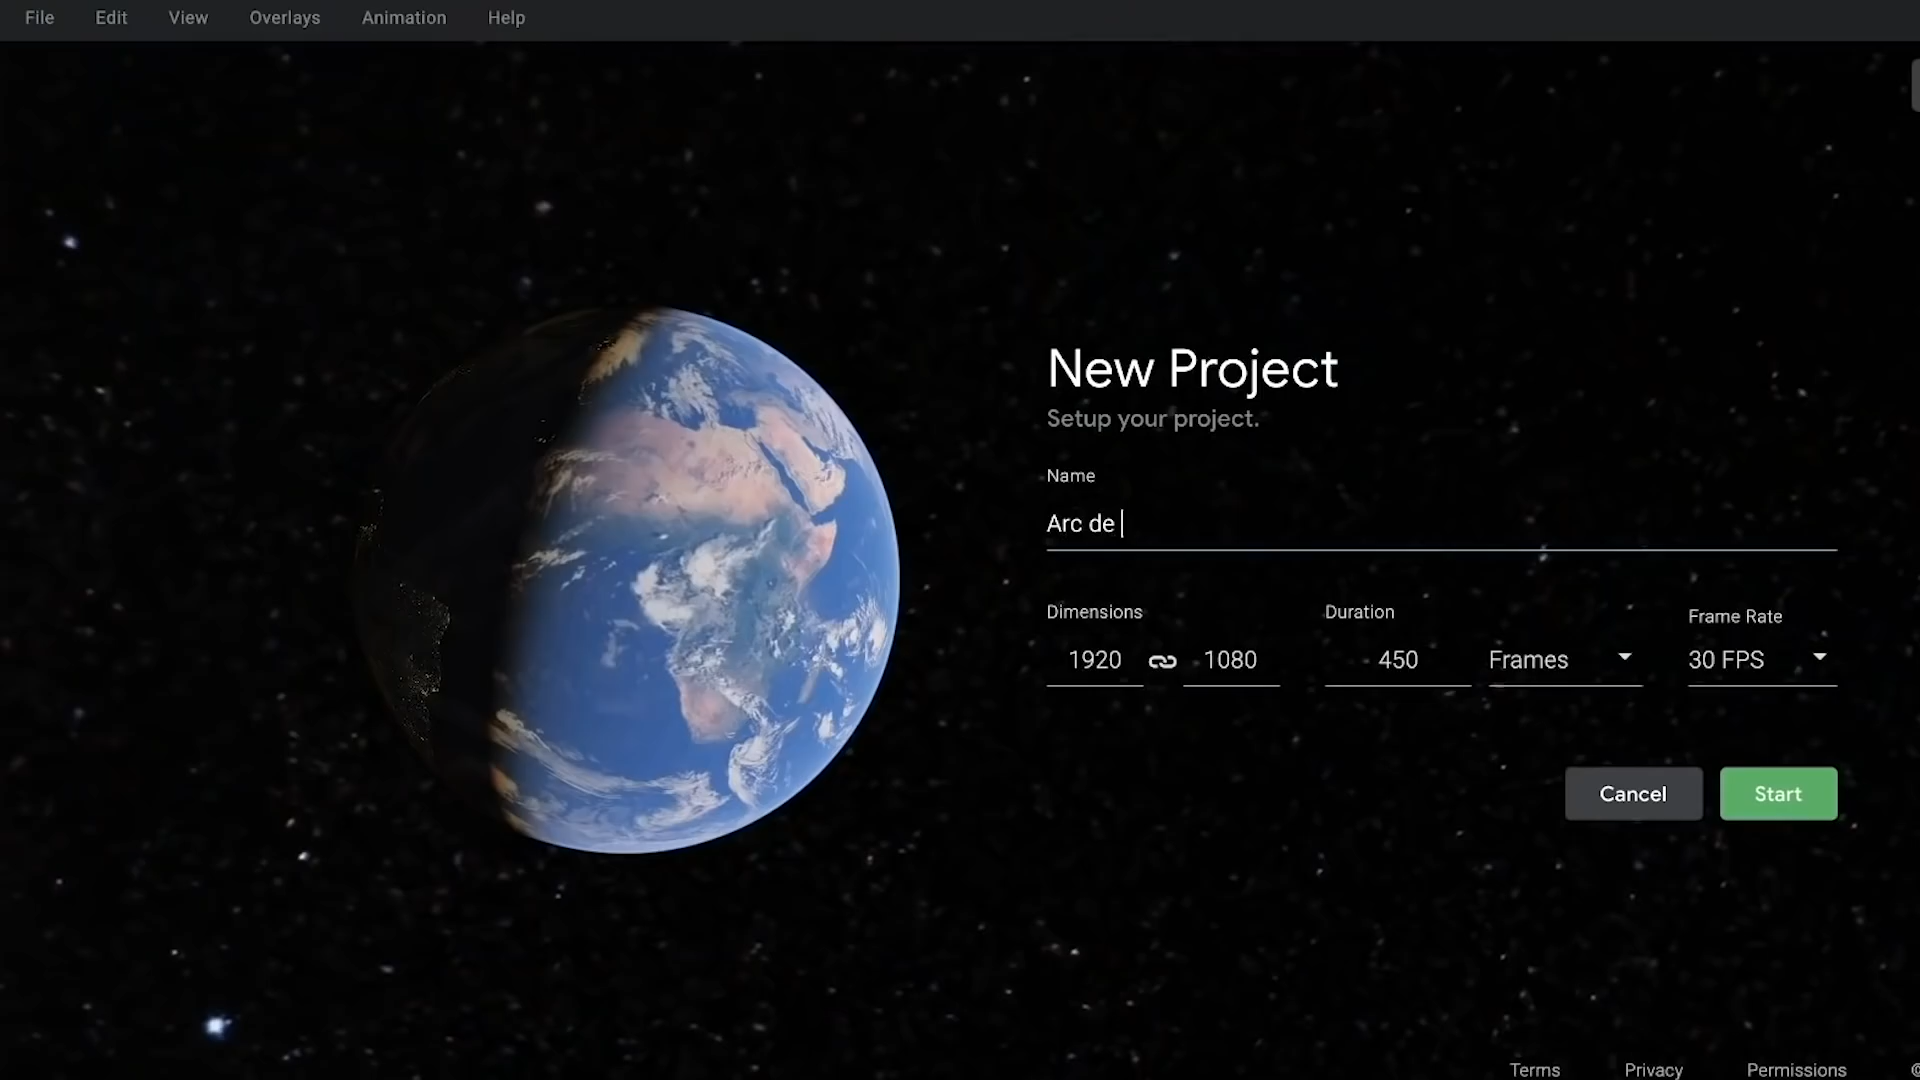 File Edit View Overlays Animation Help
New Project
Setup your project.
Name
Arc de
Dimensions Duration Frame Rate
1920 1080 450 Frames 30 FPS
Cancel Start
Terms Privacy Permissions